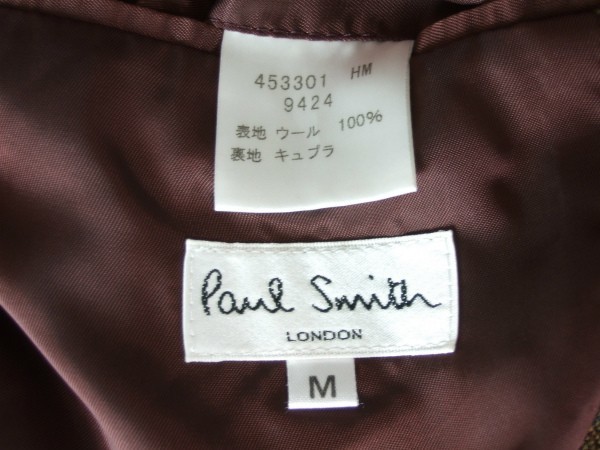 453301 HM
9424
表地 ウール 100%
裏地 キュプラ
Paul Smith
LONDON
M